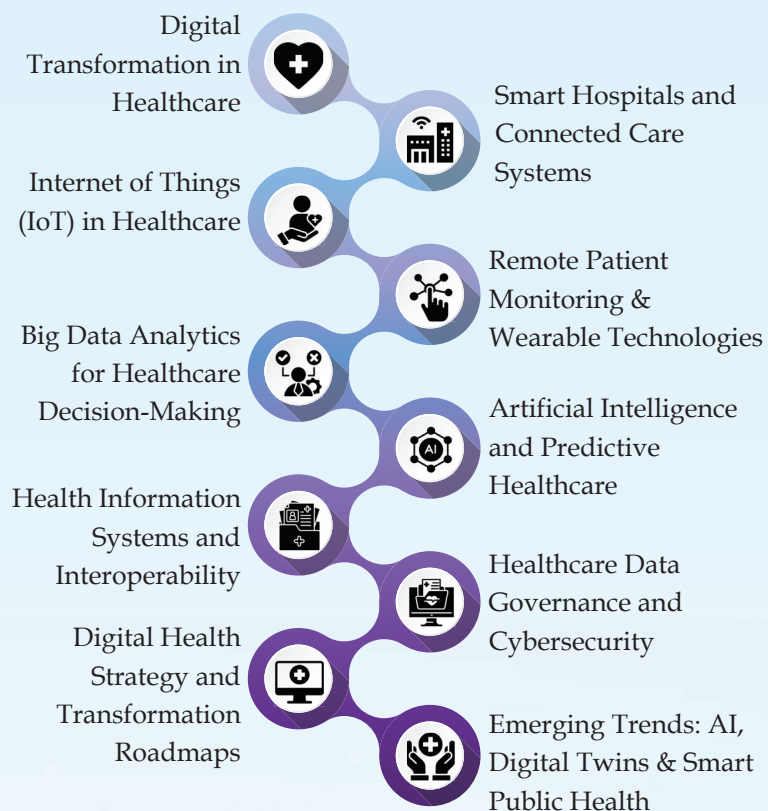 Digital
Transformation in
Healthcare
Smart Hospitals and
Connected Care
Systems
Internet of Things
(IoT) in Healthcare
Remote Patient
Monitoring &
Wearable Technologies
Big Data Analytics
for Healthcare
Decision-Making
Artificial Intelligence
and Predictive
Healthcare
AI
Health Information
Systems and
Interoperability
Healthcare Data
Governance and
Cybersecurity
Digital Health
Strategy and
Transformation
Roadmaps
Emerging Trends: AI,
Digital Twins & Smart
Public Health